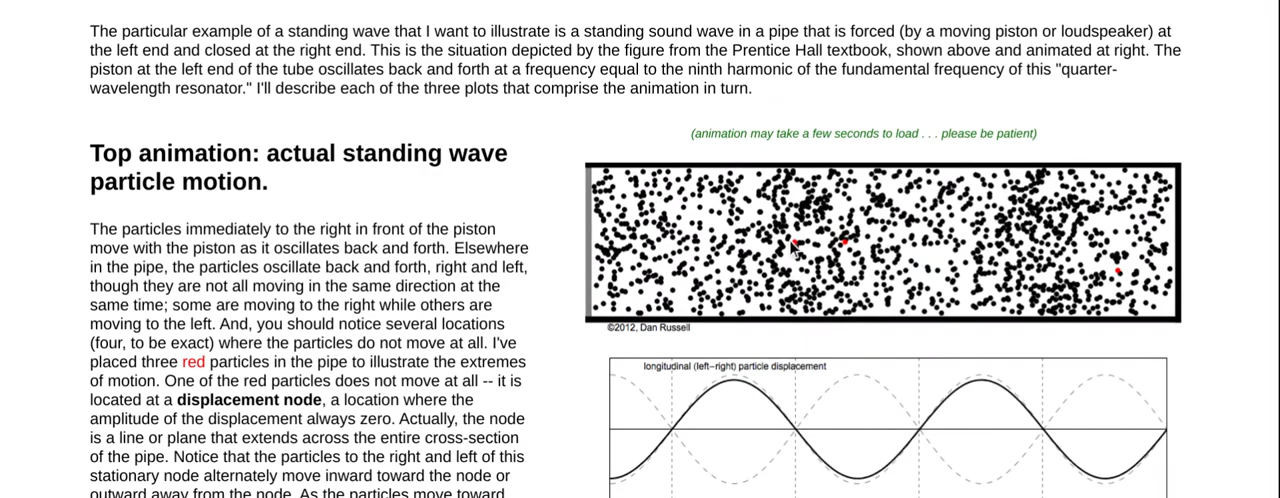 The particular example of a standing wave that I want to illustrate is a standing sound wave in a pipe that is forced (by a moving piston or loudspeaker) at
the left end and closed at the right end. This is the situation depicted by the figure from the Prentice Hall textbook, shown above and animated at right. The
piston at the left end of the tube oscillates back and forth at a frequency equal to the ninth harmonic of the fundamental frequency of this "quarter-
wavelength resonator." I'll describe each of the three plots that comprise the animation in turn.
Top animation: actual standing wave
particle motion.
The particles immediately to the right in front of the piston
move with the piston as it oscillates back and forth. Elsewhere
in the pipe, the particles oscillate back and forth, right and left,
though they are not all moving in the same direction at the
same time; some are moving to the right while others are
moving to the left. And, you should notice several locations
(four, to be exact) where the particles do not move at all. I've
placed three red particles in the pipe to illustrate the extremes
of motion. One of the red particles does not move at all -- it is
located at a displacement node, a location where the
amplitude of the displacement always zero. Actually, the node
is a line or plane that extends across the entire cross-section
of the pipe. Notice that the particles to the right and left of this
stationary node alternately move inward toward the node or
outward away from the node. As the particles move toward
(animation may take a few seconds to load . . . please be patient)
©2012, Dan Russell
longitudinal (left–right) particle displacement